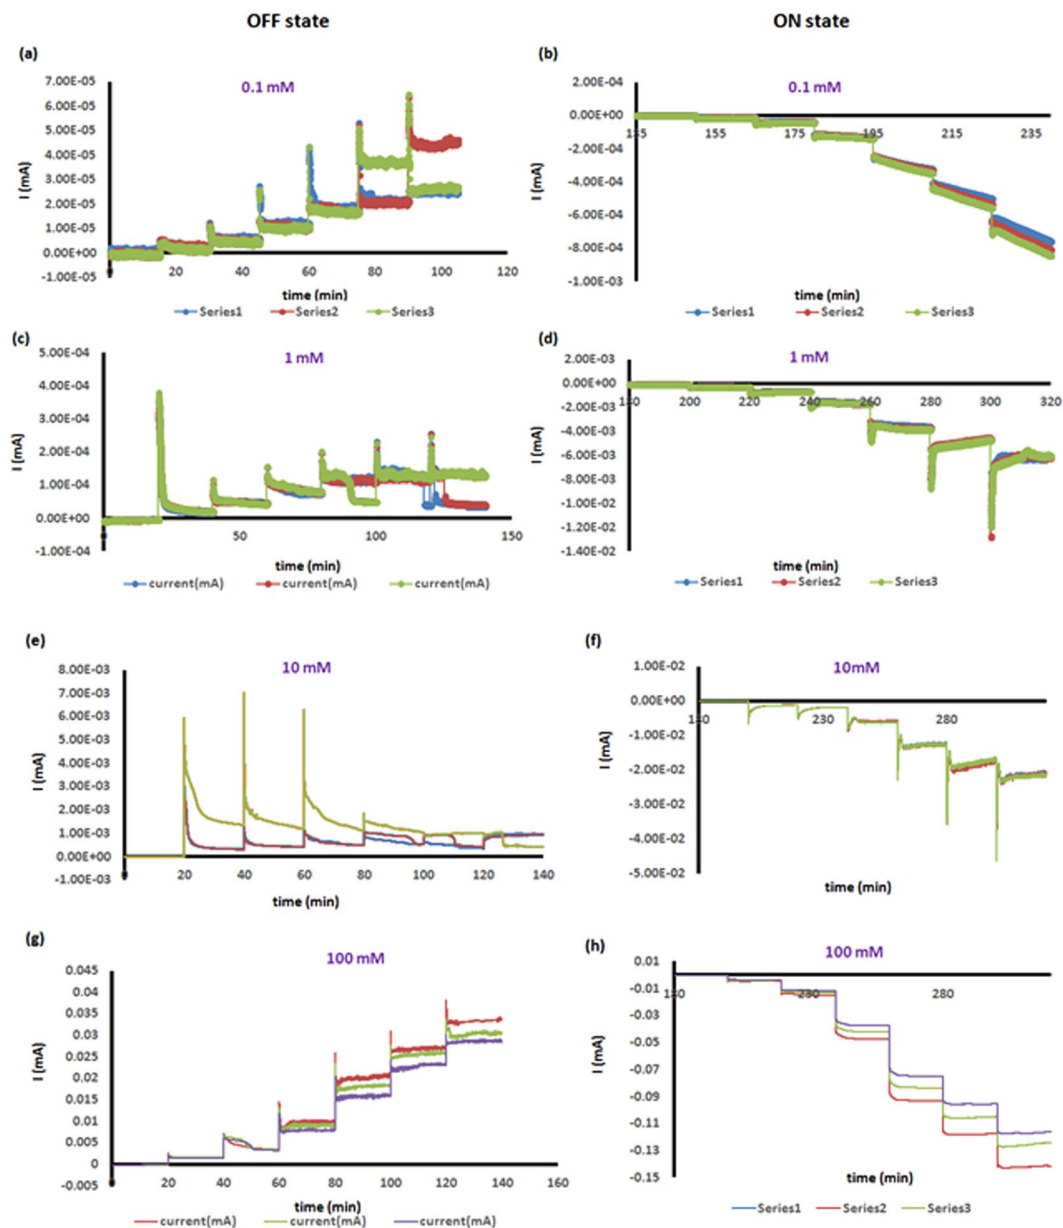 OFF state
ON state
(a)
0.1 mM
7.00E-05
6.00E-05
5.00E-05
4.00E-05
3.00E-05
2.00E-05
1.00E-05
0.00E+00
-1.00E-05
I (mA)
20 40 60 80 100 120
time (min)
Series1 Series2 Series3
(b)
0.1 mM
2.00E-04
0.00E+00
-2.00E-04
-4.00E-04
-6.00E-04
-8.00E-04
-1.00E-03
I (mA)
155 175 195 215 235
time (min)
Series1 Series2 Series3
(c)
1 mM
5.00E-04
4.00E-04
3.00E-04
2.00E-04
1.00E-04
0.00E+00
-1.00E-04
I (mA)
50 100 150
time (min)
current(mA) current(mA) current(mA)
(d)
1 mM
2.00E-03
0.00E+00
-2.00E-03
-4.00E-03
-6.00E-03
-8.00E-03
-1.00E-02
-1.20E-02
-1.40E-02
I (mA)
180 200 220 240 260 280 300 320
time (min)
Series1 Series2 Series3
(e)
10 mM
8.00E-03
7.00E-03
6.00E-03
5.00E-03
4.00E-03
3.00E-03
2.00E-03
1.00E-03
0.00E+00
-1.00E-03
I (mA)
20 40 60 80 100 120 140
time (min)
(f)
10mM
1.00E-02
0.00E+00
-1.00E-02
-2.00E-02
-3.00E-02
-4.00E-02
-5.00E-02
I (mA)
180 230 280
time (min)
(g)
100 mM
0.045
0.04
0.035
0.03
0.025
0.02
0.015
0.01
0.005
0
-0.005
I (mA)
0 20 40 60 80 100 120 140 160
time (min)
current(mA) current(mA) current(mA)
(h)
100 mM
0.01
-0.01
-0.03
-0.05
-0.07
-0.09
-0.11
-0.13
-0.15
I (mA)
180 230 280
time (min)
Series1 Series2 Series3